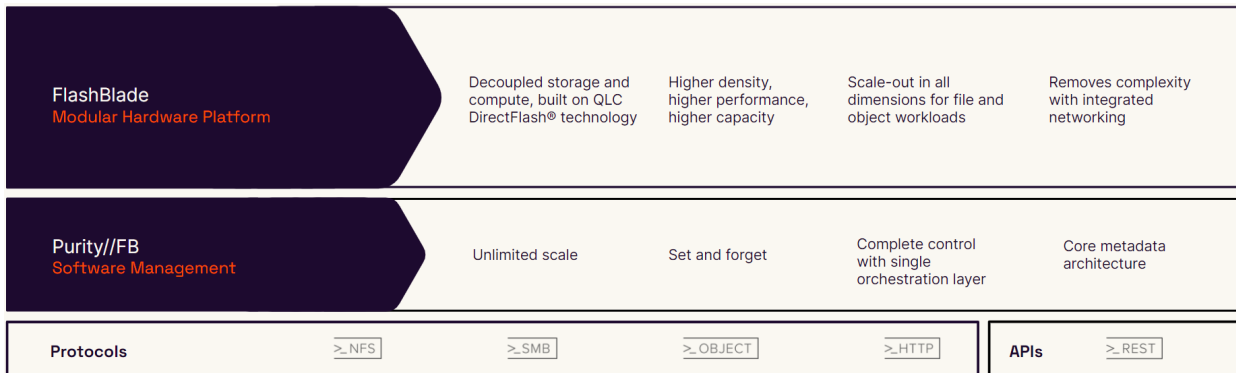 FlashBlade
Modular Hardware Platform
Decoupled storage and
compute, built on QLC
DirectFlash® technology
Higher density,
higher performance,
higher capacity
Scale-out in all
dimensions for file and
object workloads
Removes complexity
with integrated
networking
Purity//FB
Software Management
Unlimited scale
Set and forget
Complete control
with single
orchestration layer
Core metadata
architecture
Protocols
>_NFS
>_SMB
>_OBJECT
>_HTTP
APIs
>_REST